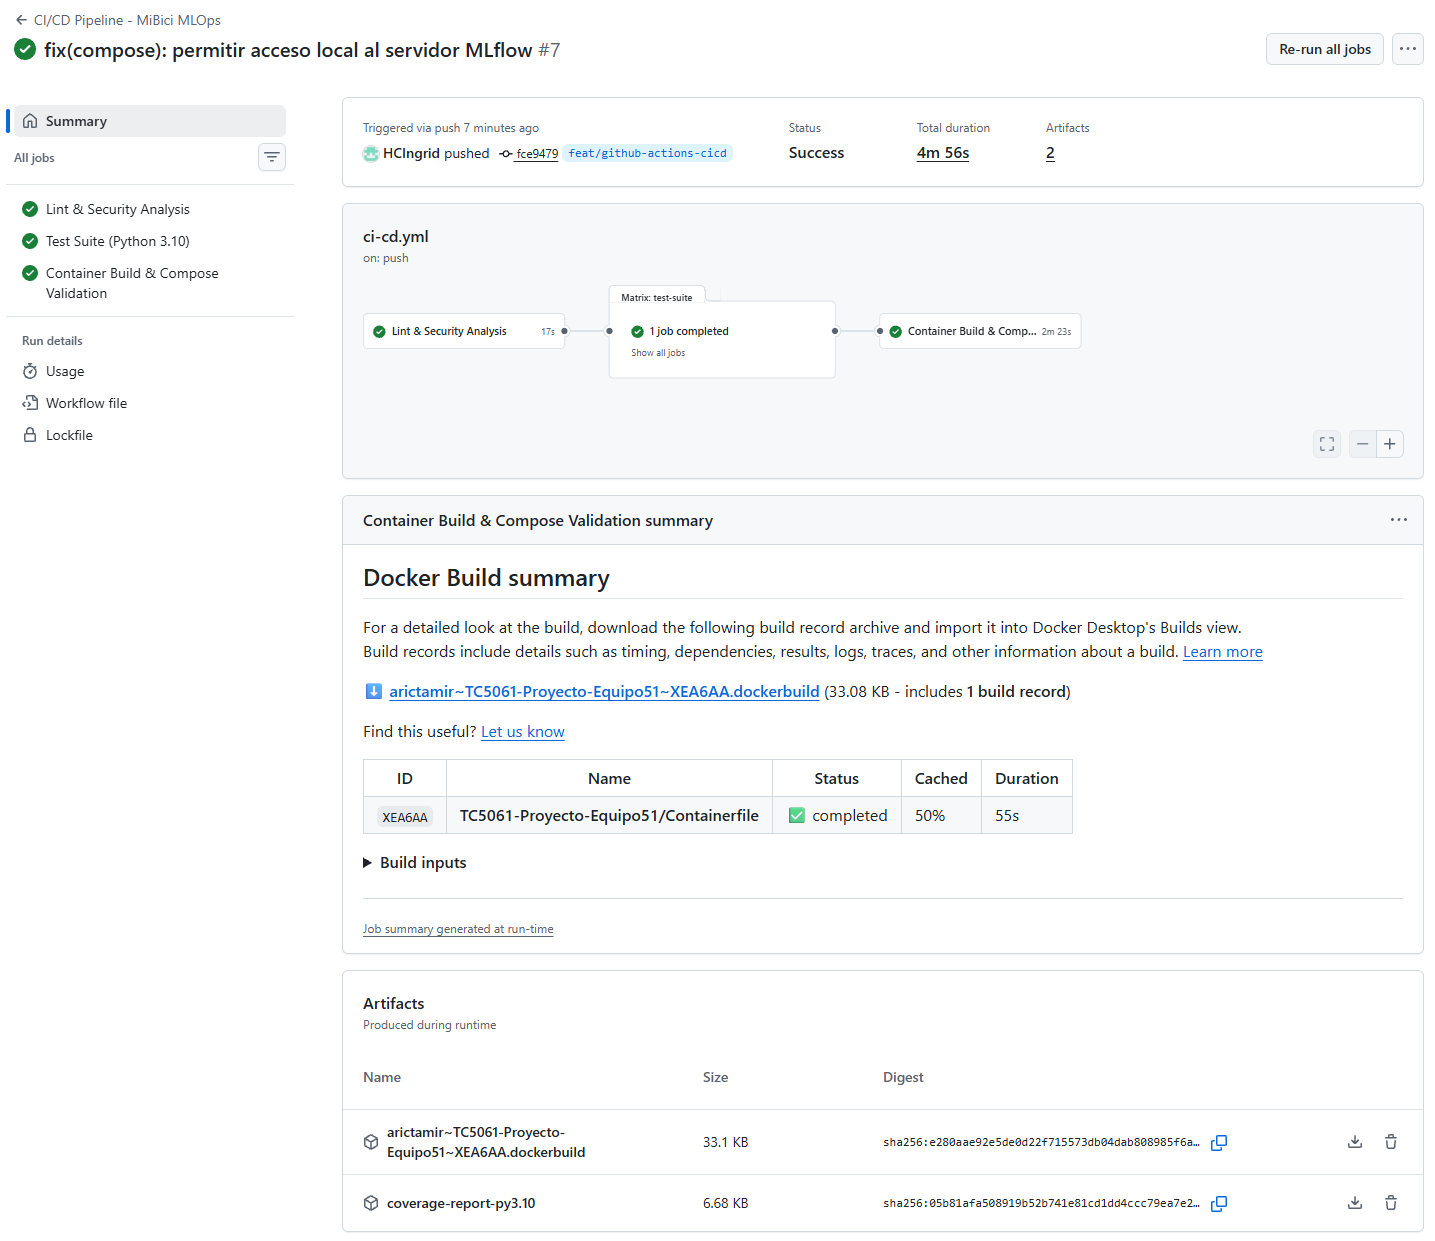 CI/CD Pipeline - MiBici MLOps
fix(compose): permitir acceso local al servidor MLflow #7
Re-run all jobs
Summary
All jobs
Lint & Security Analysis
Test Suite (Python 3.10)
Container Build & Compose
Validation
Run details
Usage
Workflow file
Lockfile
Triggered via push 7 minutes ago
HCIngrid pushed fce9479 feat/github-actions-cicd
Status
Success
Total duration
4m 56s
Artifacts
2
ci-cd.yml
on: push
Lint & Security Analysis 17s
Matrix: test-suite
1 job completed
Show all jobs
Container Build & Comp... 2m 23s
Container Build & Compose Validation summary
Docker Build summary
For a detailed look at the build, download the following build record archive and import it into Docker Desktop's Builds view.
Build records include details such as timing, dependencies, results, logs, traces, and other information about a build. Learn more
arictamir~TC5061-Proyecto-Equipo51~XEA6AA.dockerbuild (33.08 KB - includes 1 build record)
Find this useful? Let us know
ID Name Status Cached Duration
XEA6AA TC5061-Proyecto-Equipo51/Containerfile completed 50% 55s
Build inputs
Job summary generated at run-time
Artifacts
Produced during runtime
Name Size Digest
arictamir~TC5061-Proyecto-
Equipo51~XEA6AA.dockerbuild
33.1 KB
sha256:e280aae92e5de0d22f715573db04dab808985f6a…
coverage-report-py3.10 6.68 KB sha256:05b81afa508919b52b741e81cd1dd4ccc79ea7e2…